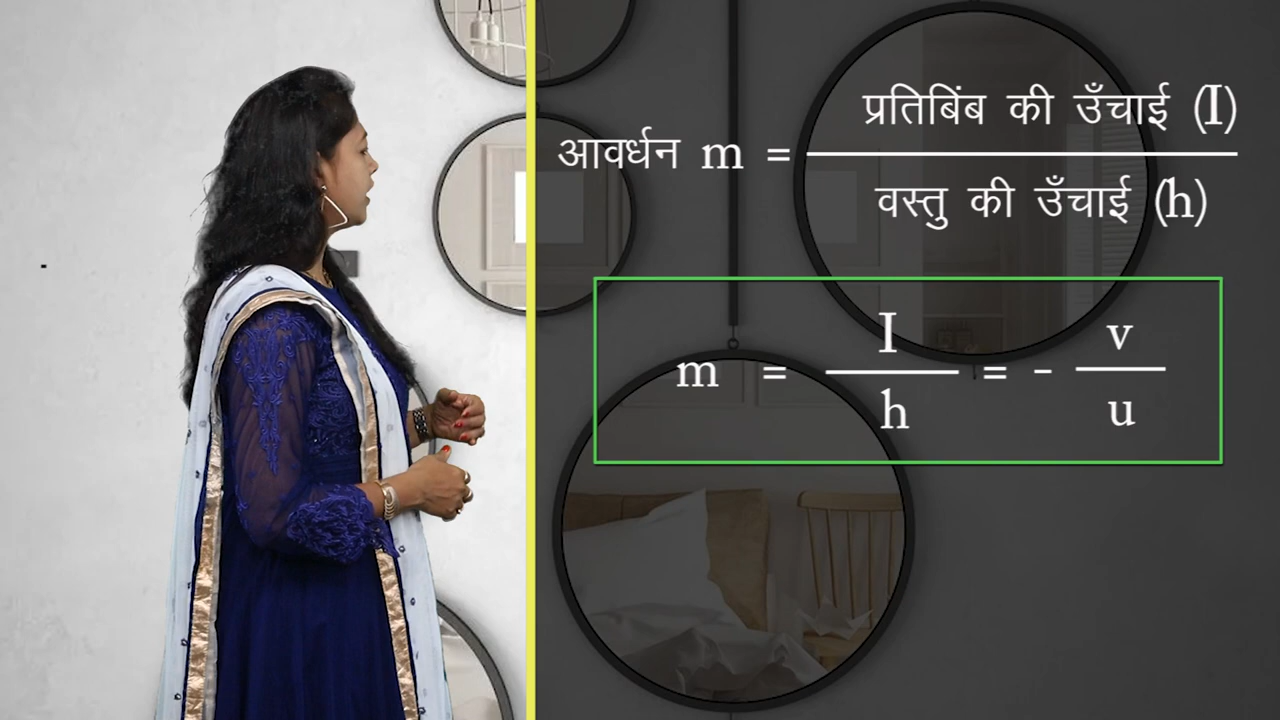 आवर्धन m = प्रतिबिंब की उँचाई (I)
वस्तु की उँचाई (h)
m = I / h = - v / u